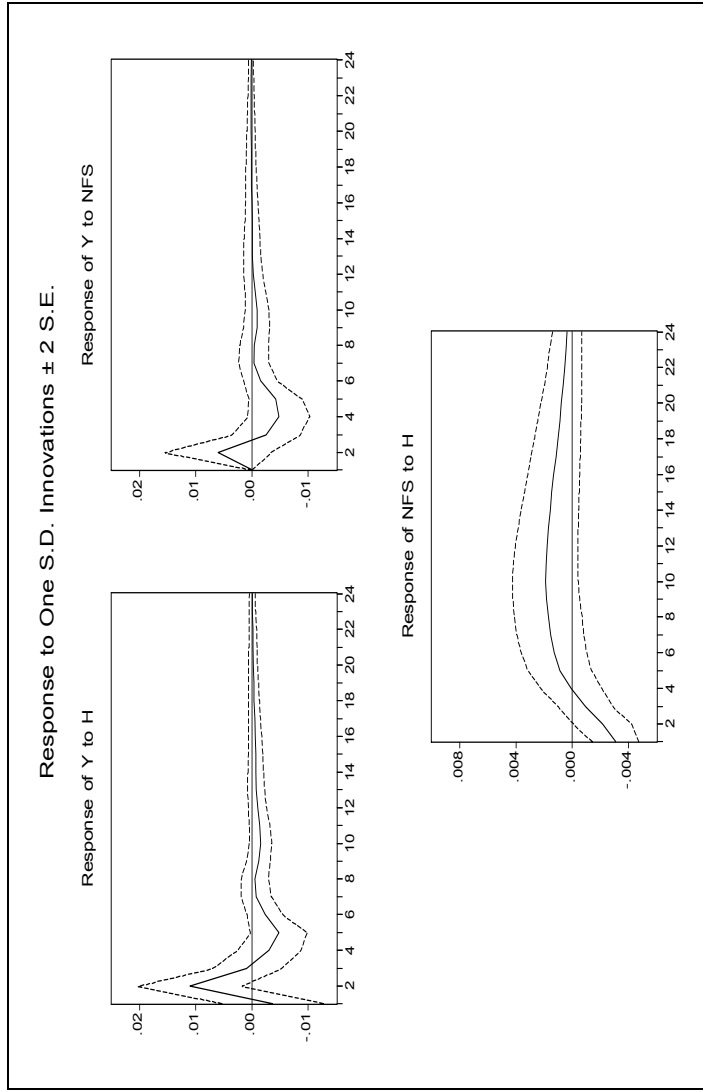 Response to One S.D. Innovations ± 2 S.E.
Response of Y to H
.02
.01
.00
-.01
2 4 6 8 10 12 14 16 18 20 22 24
Response of Y to NFS
.02
.01
.00
-.01
2 4 6 8 10 12 14 16 18 20 22 24
Response of NFS to H
.008
.004
.000
-.004
2 4 6 8 10 12 14 16 18 20 22 24